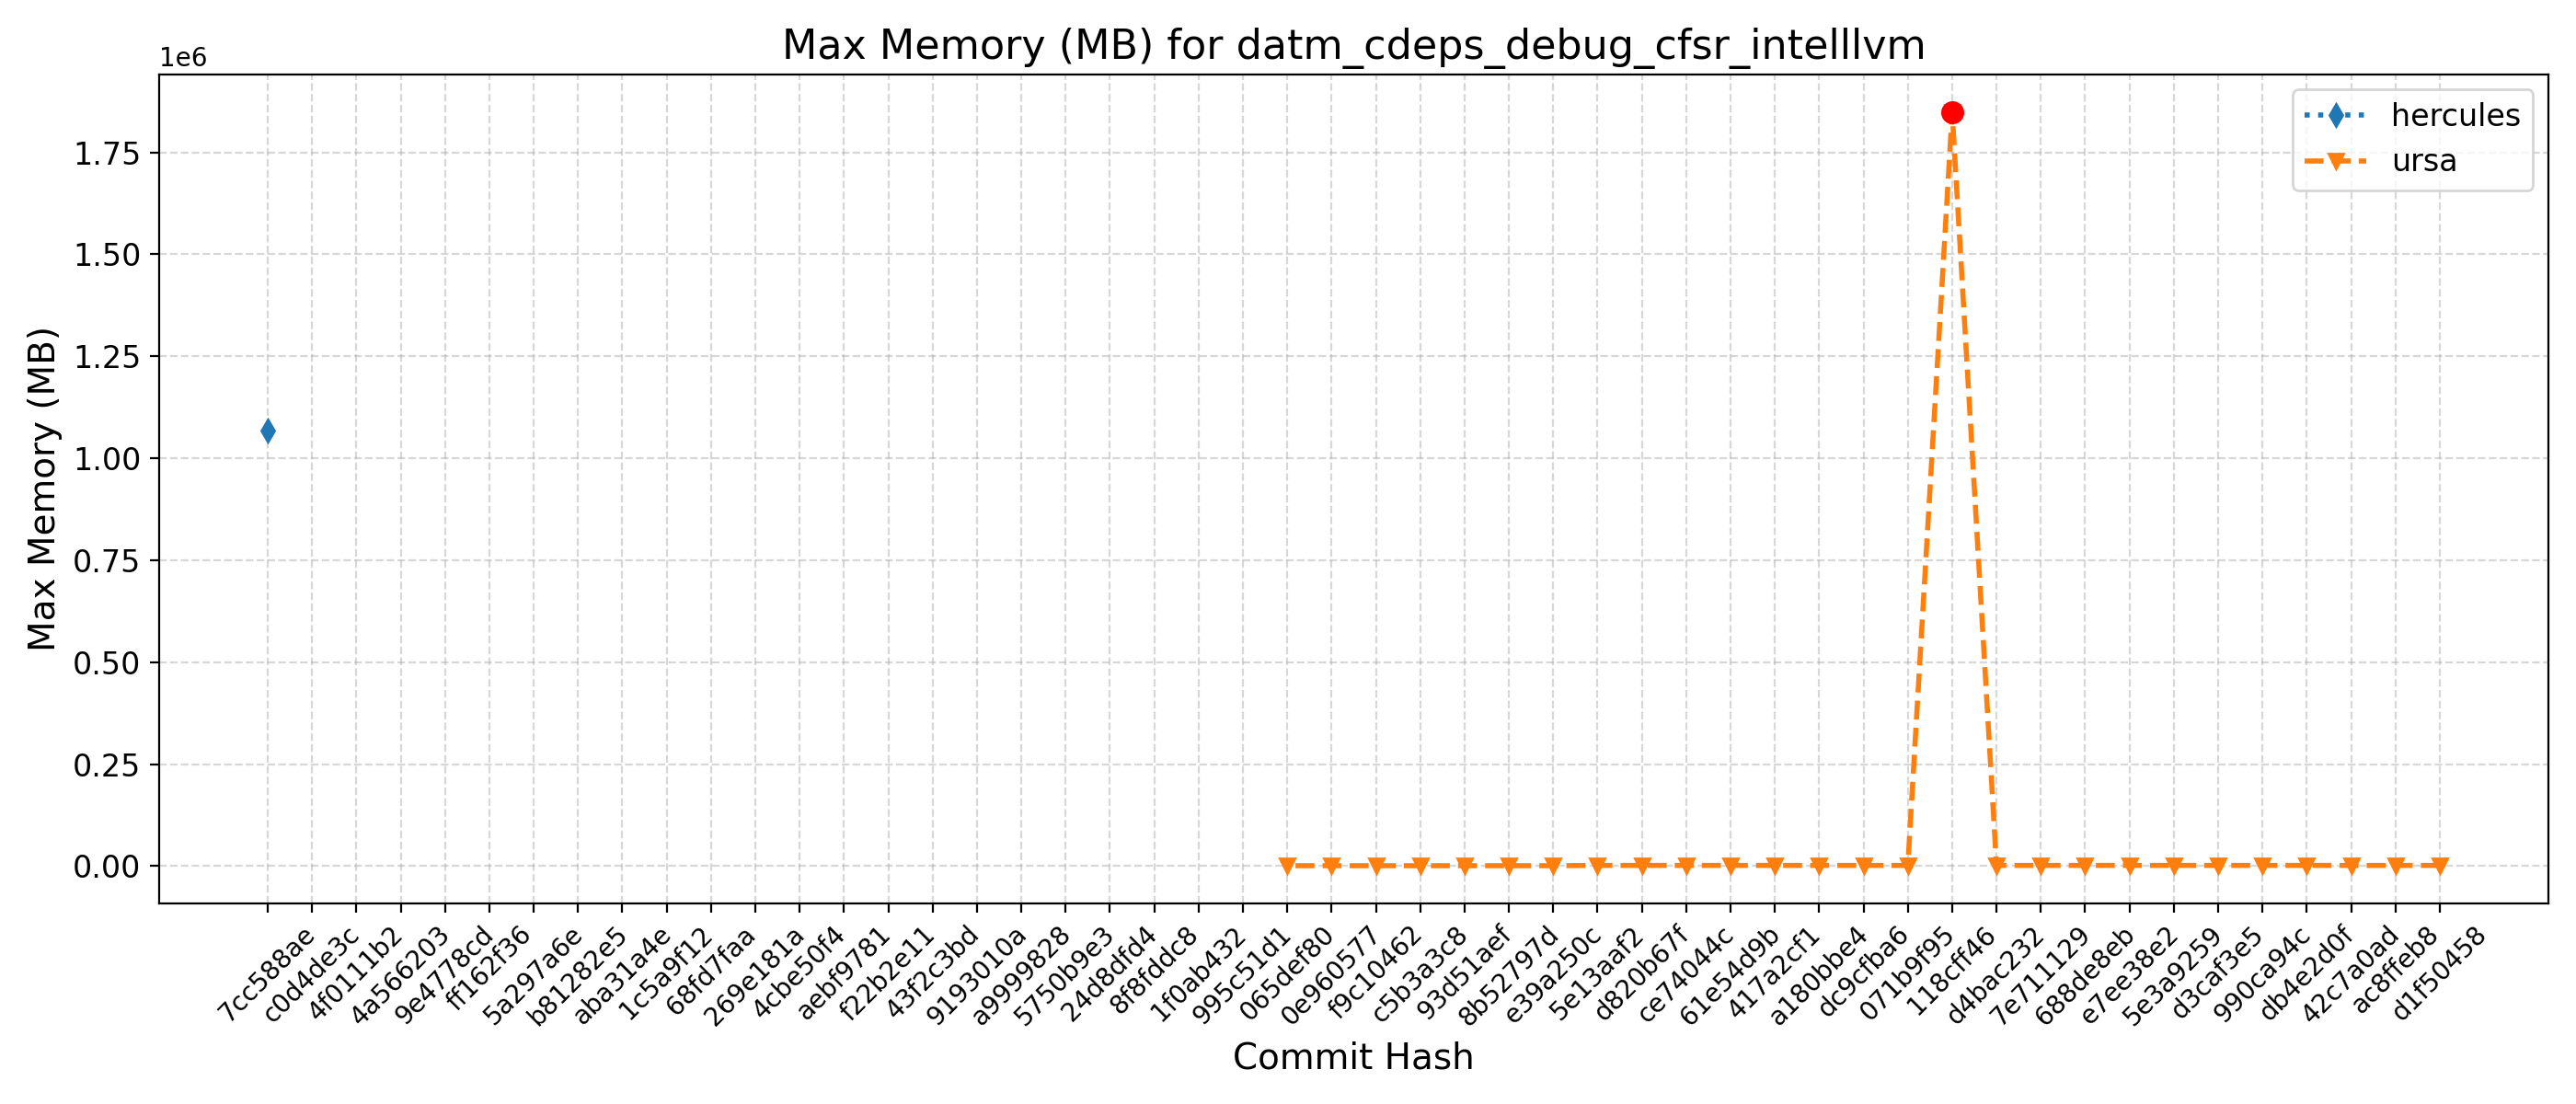 Max Memory (MB) for datm_cdeps_debug_cfsr_intelllvm
1e6
hercules
ursa
1.75
1.50
1.25
1.00
0.75
0.50
0.25
0.00
Max Memory (MB)
7cc588ae
c0d4de3c
4f0111b2
4a566203
9e4778cd
ff162f36
5a297a6e
b81282e5
aba31a4e
1c5a9f12
68fd7faa
269e181a
4cbe50f4
aebf9781
f22b2e11
43f2c3bd
9193010a
a9999828
5750b9e3
24d8dfd4
8f8fddc8
1f0ab432
995c51d1
065def80
0e960577
f9c10462
c5b3a3c8
93d51aef
8b52797d
e39a250c
5e13aaf2
d820b67f
ce74044c
61e54d9b
417a2cf1
a180bbe4
dc9cfba6
071b9f95
118cff46
d4bac232
7e711129
688de8eb
e7ee38e2
5e3a9259
d3caf3e5
990ca94c
db4e2d0f
42c7a0ad
ac8ffeb8
d1f50458
Commit Hash